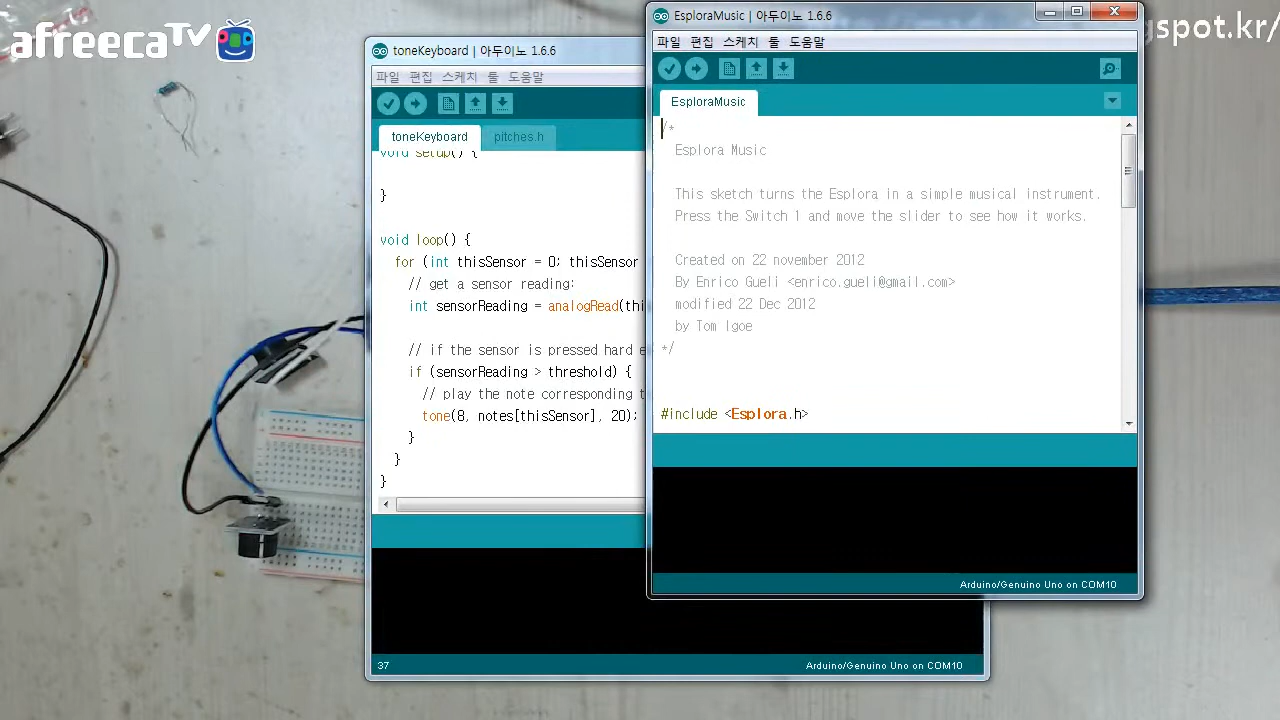 afreecaTV
gspot.kr/
toneKeyboard | 아두이노 1.6.6
파일 편집 스케치 툴 도움말
toneKeyboard
pitches.h
void setup() {
}
void loop() {
for (int thisSensor = 0; thisSensor
// get a sensor reading:
int sensorReading = analogRead(thi
// if the sensor is pressed hard e
if (sensorReading > threshold) {
// play the note corresponding t
tone(8, notes[thisSensor], 20);
}
}
}
37
Arduino/Genuino Uno on COM10
EsploraMusic | 아두이노 1.6.6
파일 편집 스케치 툴 도움말
EsploraMusic
/*
Esplora Music
This sketch turns the Esplora in a simple musical instrument.
Press the Switch 1 and move the slider to see how it works.
Created on 22 november 2012
By Enrico Gueli <enrico.gueli@gmail.com>
modified 22 Dec 2012
by Tom Igoe
*/
#include <Esplora.h>
Arduino/Genuino Uno on COM10